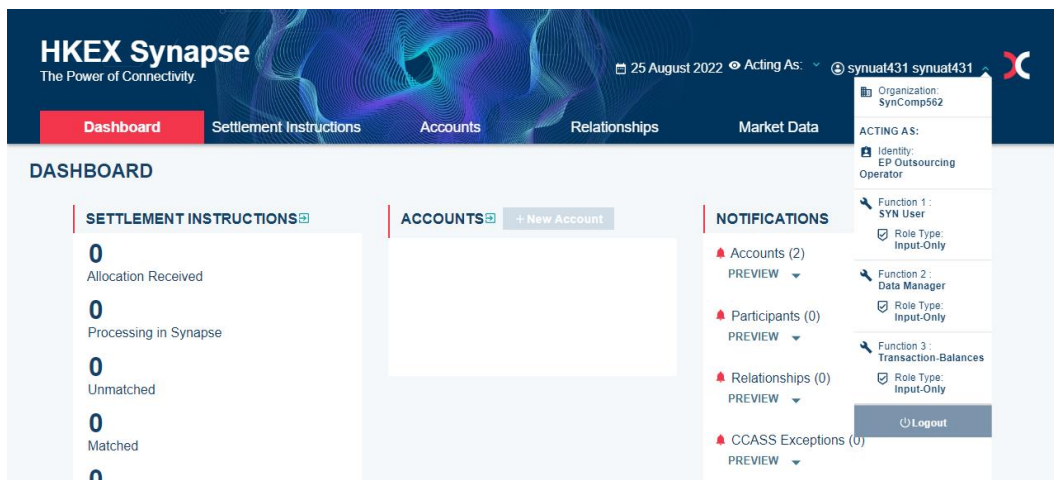 HKEX Synapse
The Power of Connectivity.
25 August 2022 Acting As: synuat431 synuat431
Dashboard Settlement Instructions Accounts Relationships Market Data
Organization:
SynComp562
ACTING AS:
Identity:
EP Outsourcing
Operator
Function 1 :
SYN User
Role Type:
Input-Only
Function 2 :
Data Manager
Role Type:
Input-Only
Function 3 :
Transaction-Balances
Role Type:
Input-Only
Logout
DASHBOARD
SETTLEMENT INSTRUCTIONS
0
Allocation Received
0
Processing in Synapse
0
Unmatched
0
Matched
0
ACCOUNTS + New Account
NOTIFICATIONS
Accounts (2)
PREVIEW
Participants (0)
PREVIEW
Relationships (0)
PREVIEW
CCASS Exceptions (0)
PREVIEW